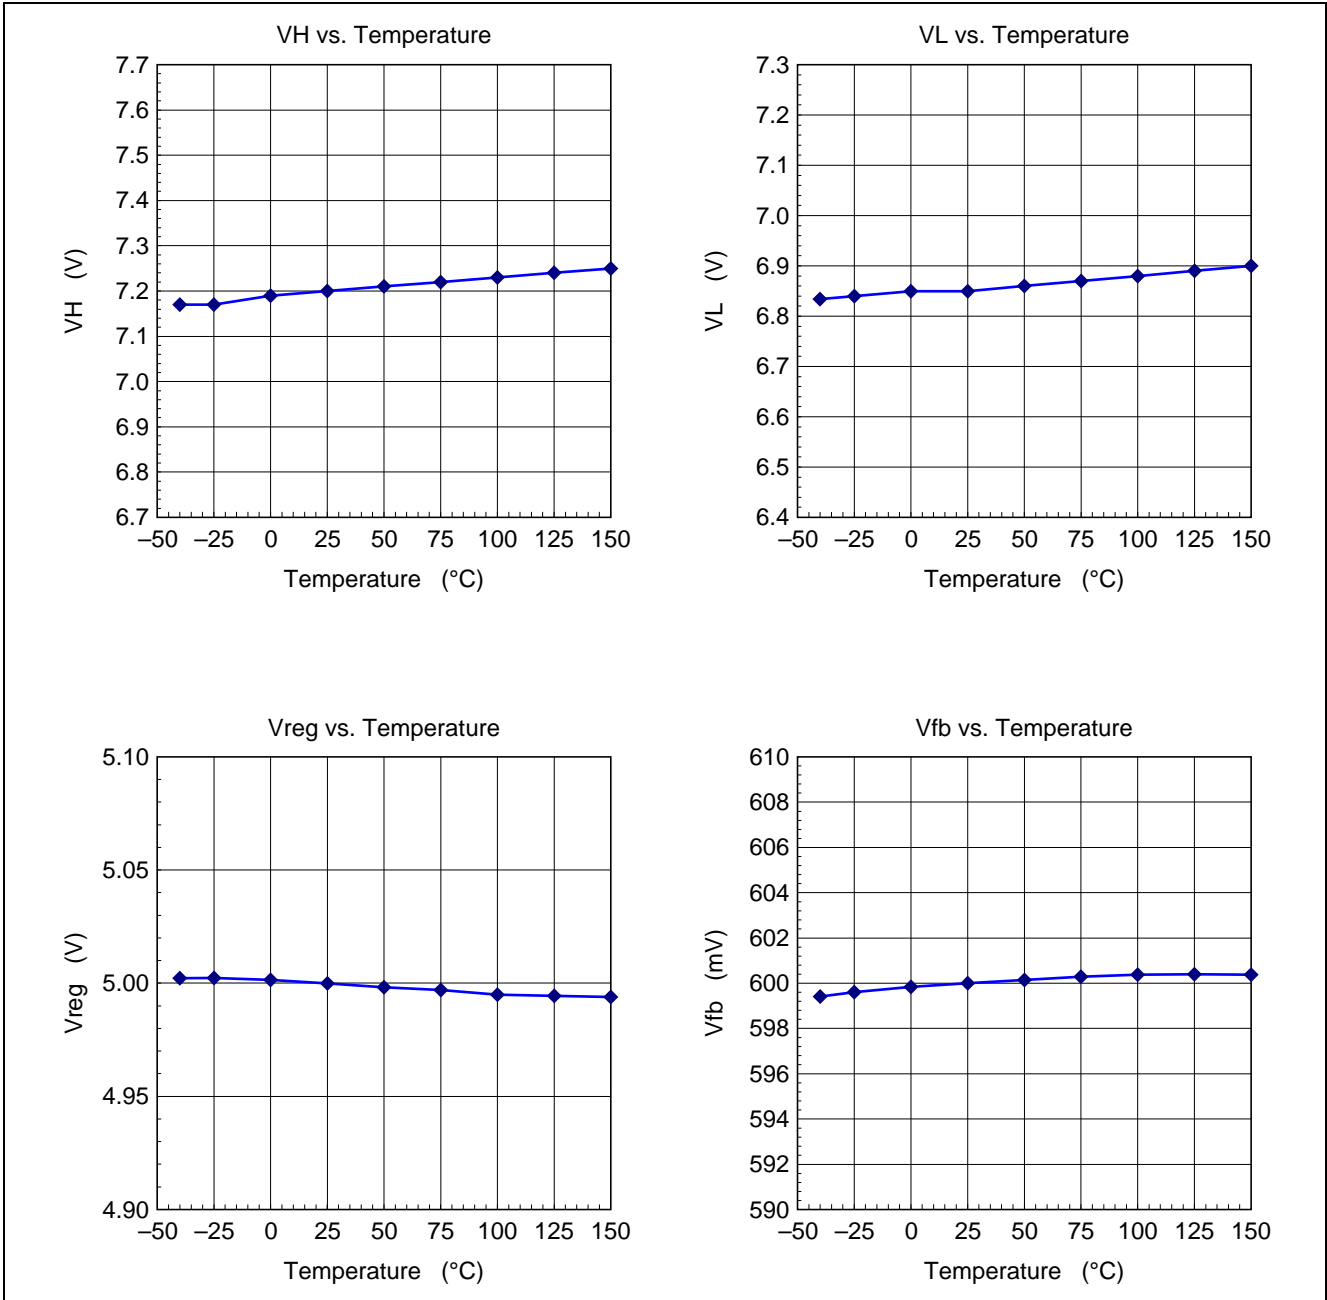 VH vs. Temperature
7.7
7.6
7.5
7.4
7.3
7.2
7.1
7.0
6.9
6.8
6.7
VH (V)
–50 –25 0 25 50 75 100 125 150
Temperature (°C)
VL vs. Temperature
7.3
7.2
7.1
7.0
6.9
6.8
6.7
6.6
6.5
6.4
VL (V)
–50 –25 0 25 50 75 100 125 150
Temperature (°C)
Vreg vs. Temperature
5.10
5.05
5.00
4.95
4.90
Vreg (V)
–50 –25 0 25 50 75 100 125 150
Temperature (°C)
Vfb vs. Temperature
610
608
606
604
602
600
598
596
594
592
590
Vfb (mV)
–50 –25 0 25 50 75 100 125 150
Temperature (°C)